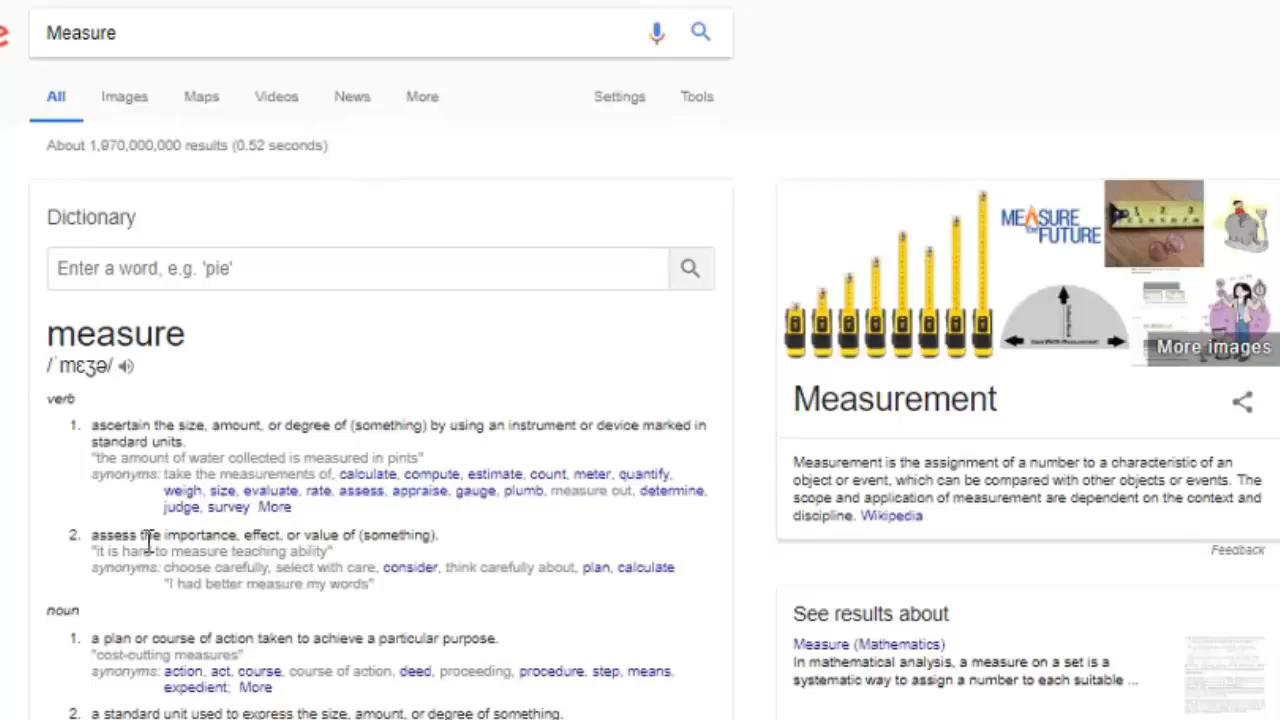 Measure
All Images Maps Videos News More Settings Tools
About 1,970,000,000 results (0.52 seconds)
Dictionary
Enter a word, e.g. 'pie'
measure
/ˈmɛʒə/
verb
1. ascertain the size, amount, or degree of (something) by using an instrument or device marked in
standard units.
"the amount of water collected is measured in pints"
synonyms: take the measurements of, calculate, compute, estimate, count, meter, quantify,
weigh, size, evaluate, rate, assess, appraise, gauge, plumb, measure out, determine,
judge, survey More
2. assess the importance, effect, or value of (something).
"it is hard to measure teaching ability"
synonyms: choose carefully, select with care, consider, think carefully about, plan, calculate
"I had better measure my words"
noun
1. a plan or course of action taken to achieve a particular purpose.
"cost-cutting measures"
synonyms: action, act, course, course of action, deed, proceeding, procedure, step, means,
expedient; More
2. a standard unit used to express the size, amount, or degree of something.
MEASURE
FUTURE
1 2 3
More images
Measurement
Measurement is the assignment of a number to a characteristic of an
object or event, which can be compared with other objects or events. The
scope and application of measurement are dependent on the context and
discipline. Wikipedia
Feedback
See results about
Measure (Mathematics)
In mathematical analysis, a measure on a set is a
systematic way to assign a number to each suitable ...